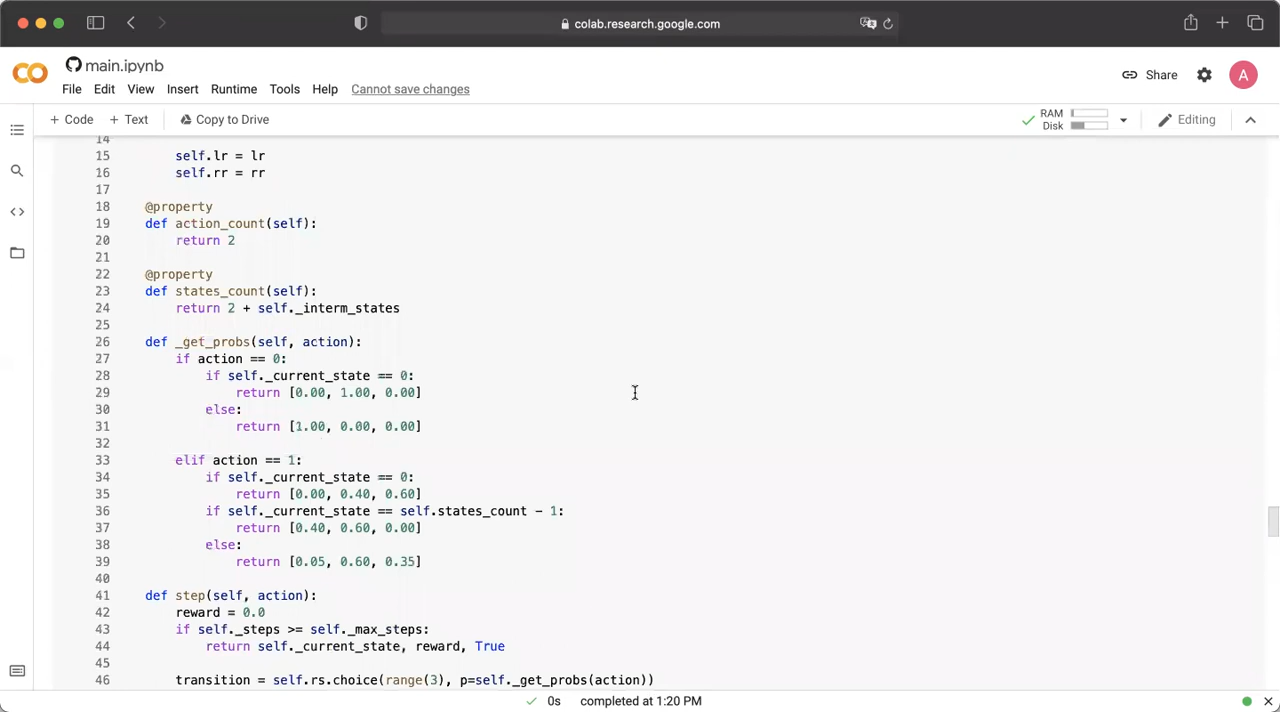 colab.research.google.com
main.ipynb
File Edit View Insert Runtime Tools Help Cannot save changes
Share
A
+ Code + Text Copy to Drive
RAM
Disk
Editing
14
15 self.lr = lr
16 self.rr = rr
17
18 @property
19 def action_count(self):
20 return 2
21
22 @property
23 def states_count(self):
24 return 2 + self._interm_states
25
26 def _get_probs(self, action):
27 if action == 0:
28 if self._current_state == 0:
29 return [0.00, 1.00, 0.00]
30 else:
31 return [1.00, 0.00, 0.00]
32
33 elif action == 1:
34 if self._current_state == 0:
35 return [0.00, 0.40, 0.60]
36 if self._current_state == self.states_count - 1:
37 return [0.40, 0.60, 0.00]
38 else:
39 return [0.05, 0.60, 0.35]
40
41 def step(self, action):
42 reward = 0.0
43 if self._steps >= self._max_steps:
44 return self._current_state, reward, True
45
46 transition = self.rs.choice(range(3), p=self._get_probs(action))
0s completed at 1:20 PM